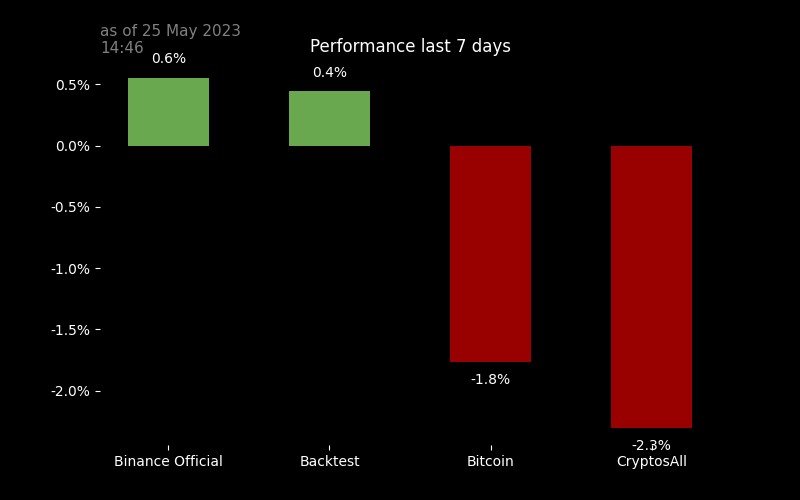 as of 25 May 2023
14:46
Performance last 7 days
0.6%
0.4%
0.5%
0.0%
-0.5%
-1.0%
-1.5%
-2.0%
-1.8%
-2.3%
Binance Official
Backtest
Bitcoin
CryptosAll